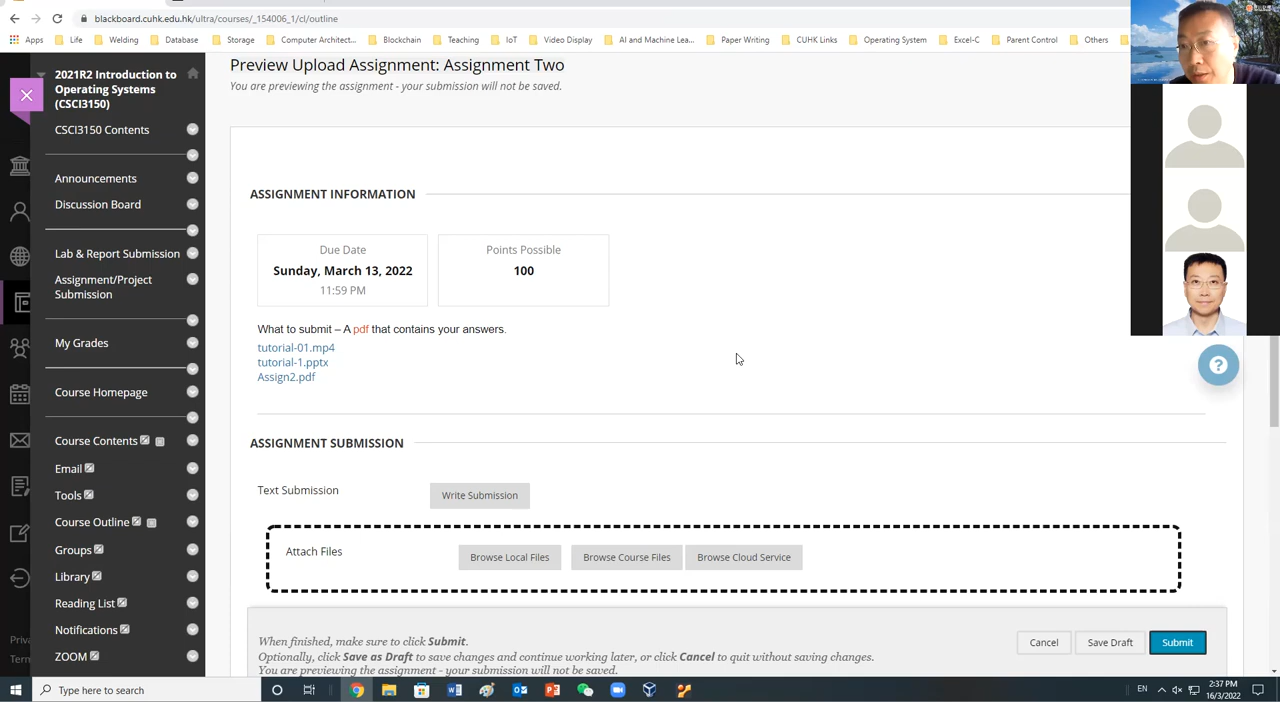 blackboard.cuhk.edu.hk/ultra/courses/_154006_1/cl/outline
Apps Life Welding Database Storage Computer Architect... Blockchain Teaching IoT Video Display AI and Machine Lea... Paper Writing CUHK Links Operating System Excel-C Parent Control Others
2021R2 Introduction to
Operating Systems
(CSCI3150)
CSCI3150 Contents
Announcements
Discussion Board
Lab & Report Submission
Assignment/Project
Submission
My Grades
Course Homepage
Course Contents
Email
Tools
Course Outline
Groups
Library
Reading List
Notifications
ZOOM
Priv
Tern
Preview Upload Assignment: Assignment Two
You are previewing the assignment - your submission will not be saved.
ASSIGNMENT INFORMATION
Due Date
Sunday, March 13, 2022
11:59 PM
Points Possible
100
What to submit – A pdf that contains your answers.
tutorial-01.mp4
tutorial-1.pptx
Assign2.pdf
ASSIGNMENT SUBMISSION
Text Submission
Write Submission
Attach Files
Browse Local Files
Browse Course Files
Browse Cloud Service
When finished, make sure to click Submit.
Optionally, click Save as Draft to save changes and continue working later, or click Cancel to quit without saving changes.
You are previewing the assignment - your submission will not be saved.
Cancel
Save Draft
Submit
?
Type here to search
EN
2:37 PM
16/3/2022